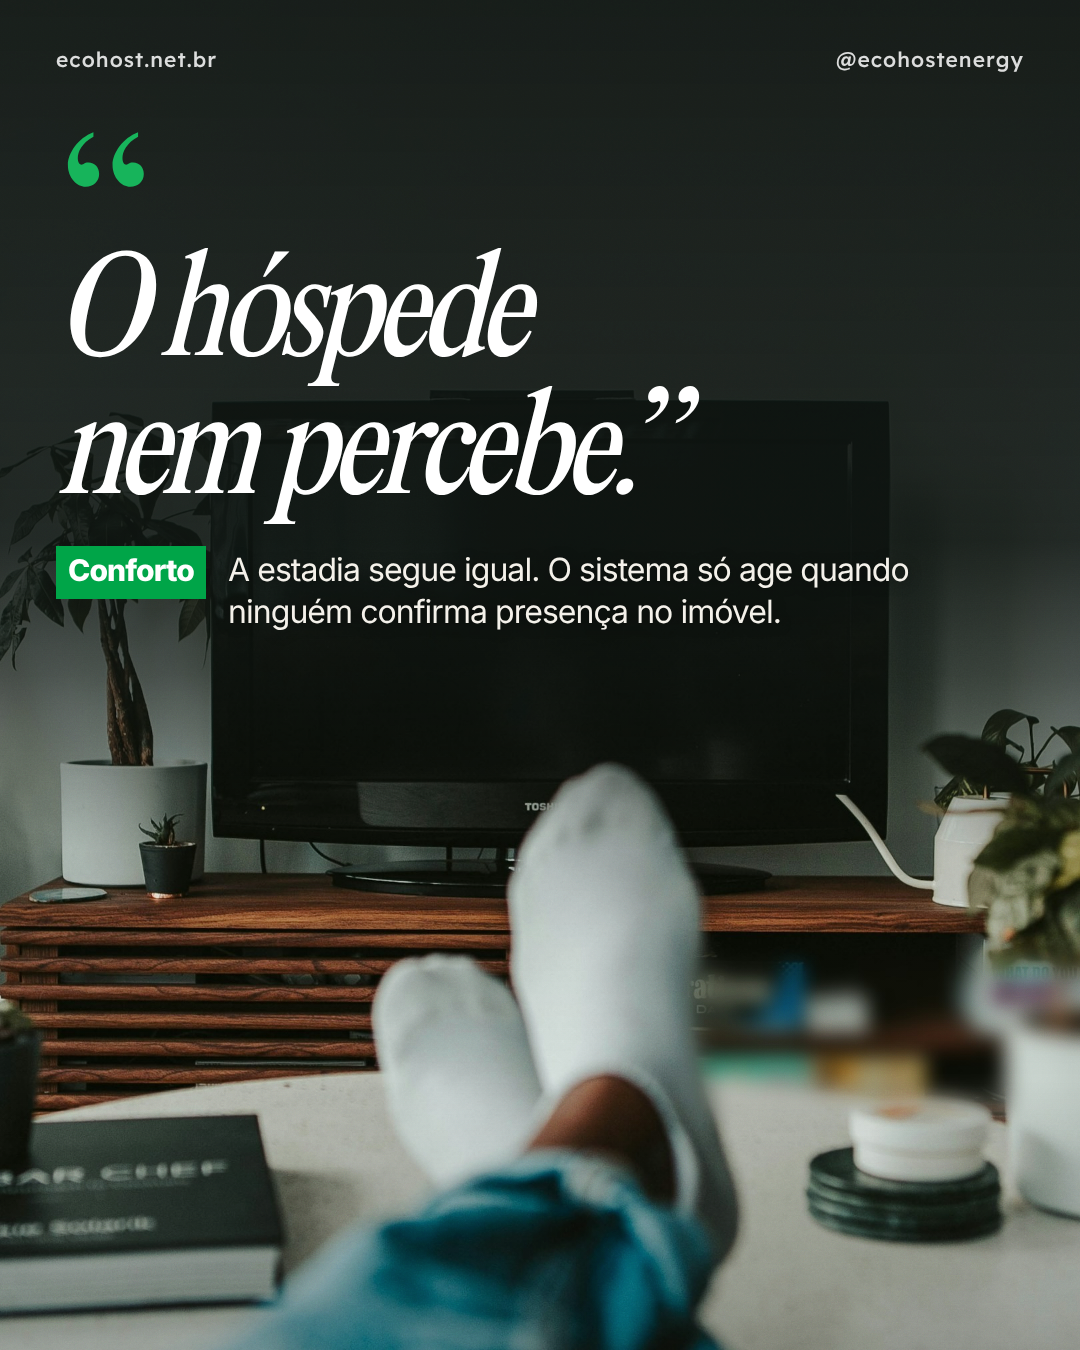 ecohost.net.br
@ecohostenergy
“
O hóspede
nem percebe.”
Conforto
A estadia segue igual. O sistema só age quando
ninguém confirma presença no imóvel.
CHEF